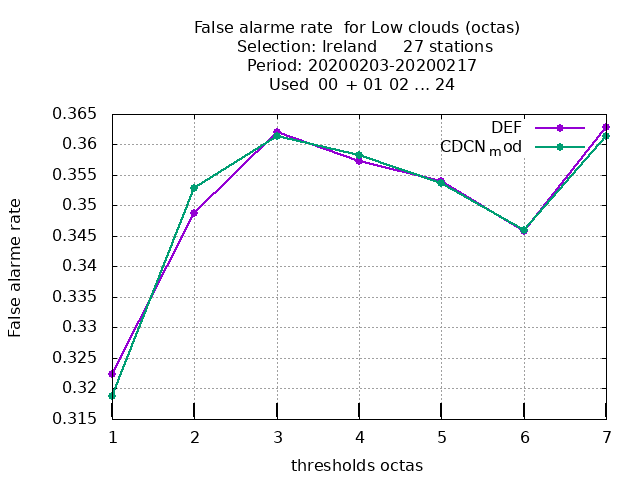 False alarme rate  for Low clouds (octas)
Selection: Ireland     27 stations
Period: 20200203-20200217
Used  00 + 01 02 ... 24
DEF
CDCN_mod
False alarme rate
0.365
0.36
0.355
0.35
0.345
0.34
0.335
0.33
0.325
0.32
0.315
1 2 3 4 5 6 7
thresholds octas